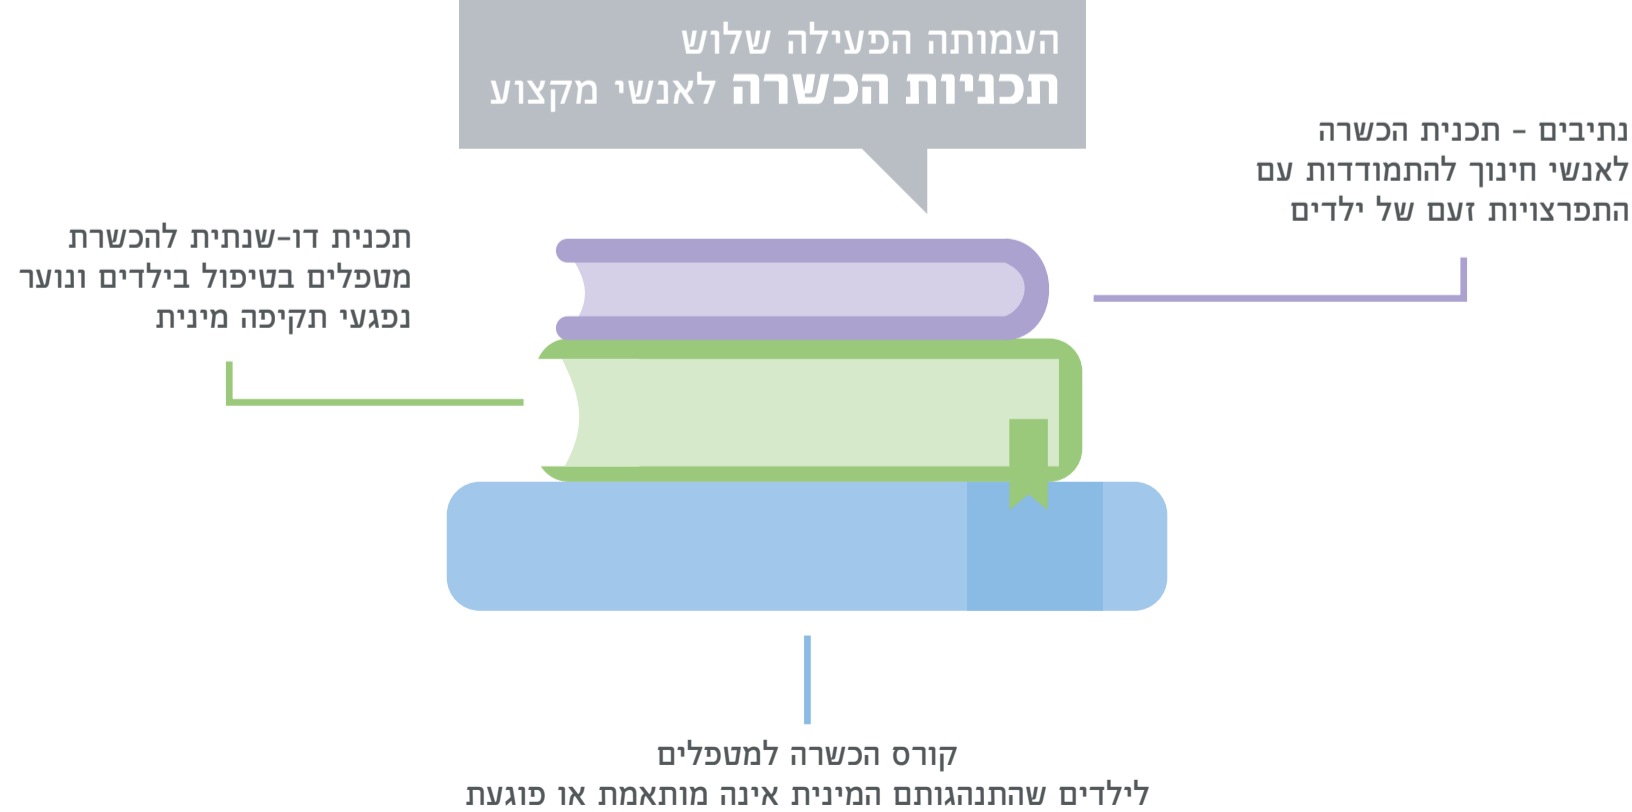 העמותה הפעילה שלוש
תכניות הכשרה לאנשי מקצוע
נתיבים - תכנית הכשרה
לאנשי חינוך להתמודדות עם
התפרצויות זעם של ילדים
תכנית דו-שנתית להכשרת
מטפלים בטיפול בילדים ונוער
נפגעי תקיפה מינית
קורס הכשרה למטפלים
לילדים שהתנהגותם המינית אינה מותאמת או פוגעת